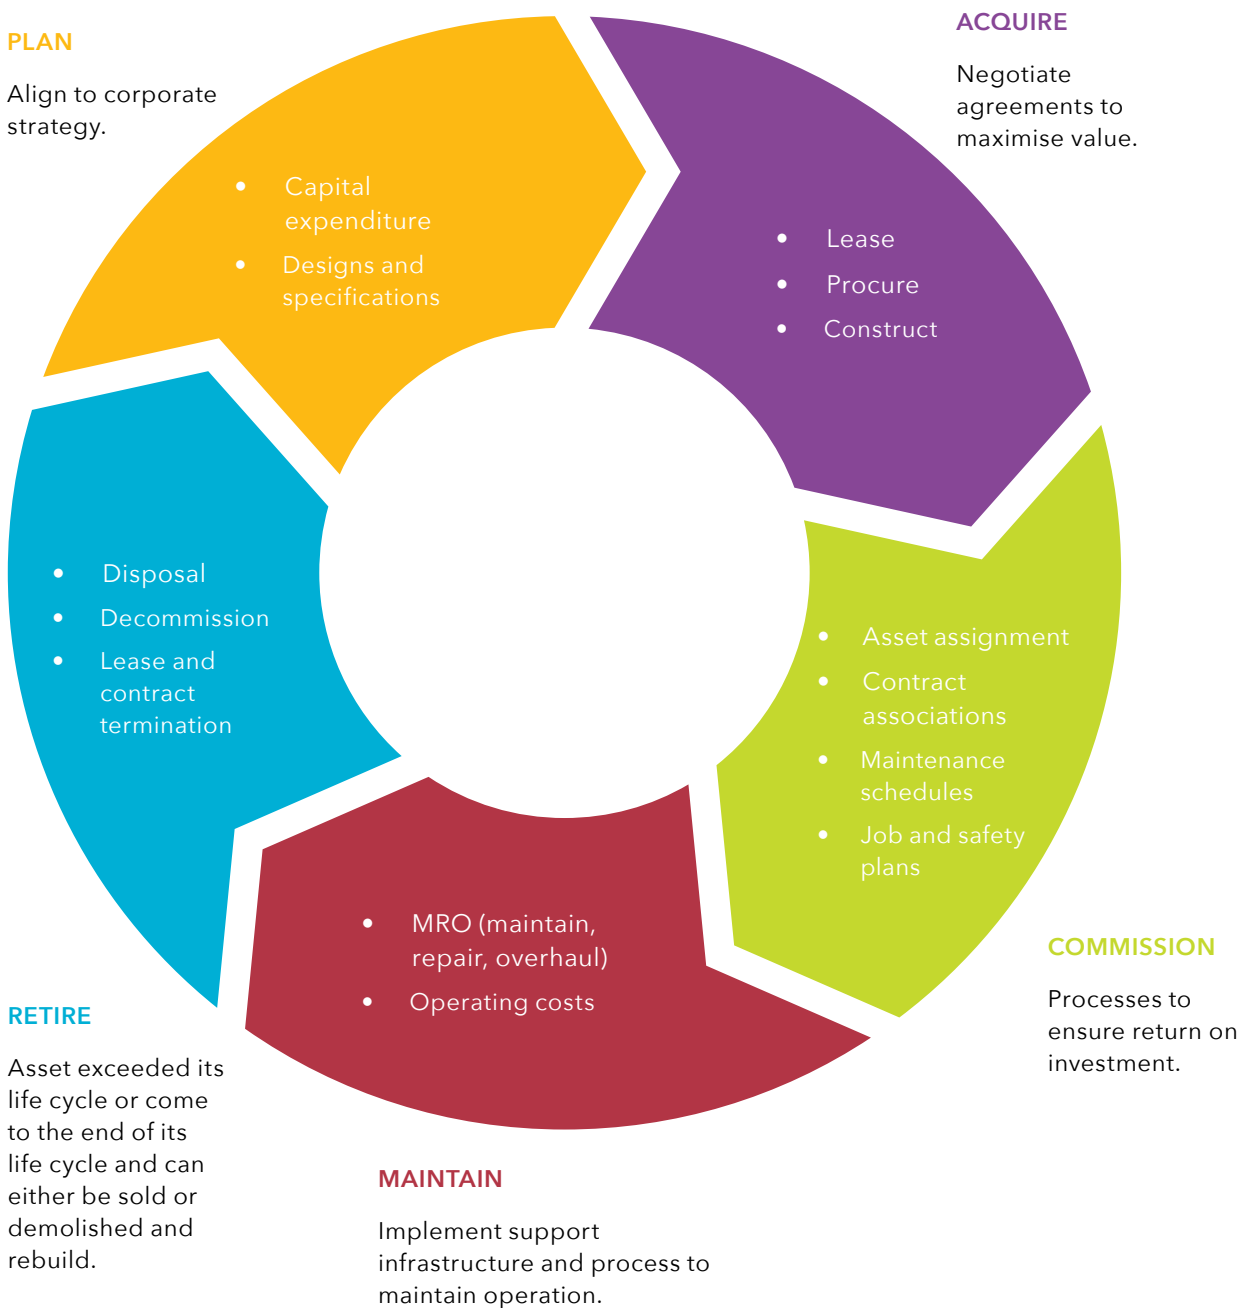 PLAN
Align to corporate
strategy.
• Capital
expenditure
• Designs and
specifications
ACQUIRE
Negotiate
agreements to
maximise value.
• Lease
• Procure
• Construct
• Asset assignment
• Contract
associations
• Maintenance
schedules
• Job and safety
plans
COMMISSION
Processes to
ensure return on
investment.
• MRO (maintain,
repair, overhaul)
• Operating costs
MAINTAIN
Implement support
infrastructure and process to
maintain operation.
• Disposal
• Decommission
• Lease and
contract
termination
RETIRE
Asset exceeded its
life cycle or come
to the end of its
life cycle and can
either be sold or
demolished and
rebuild.